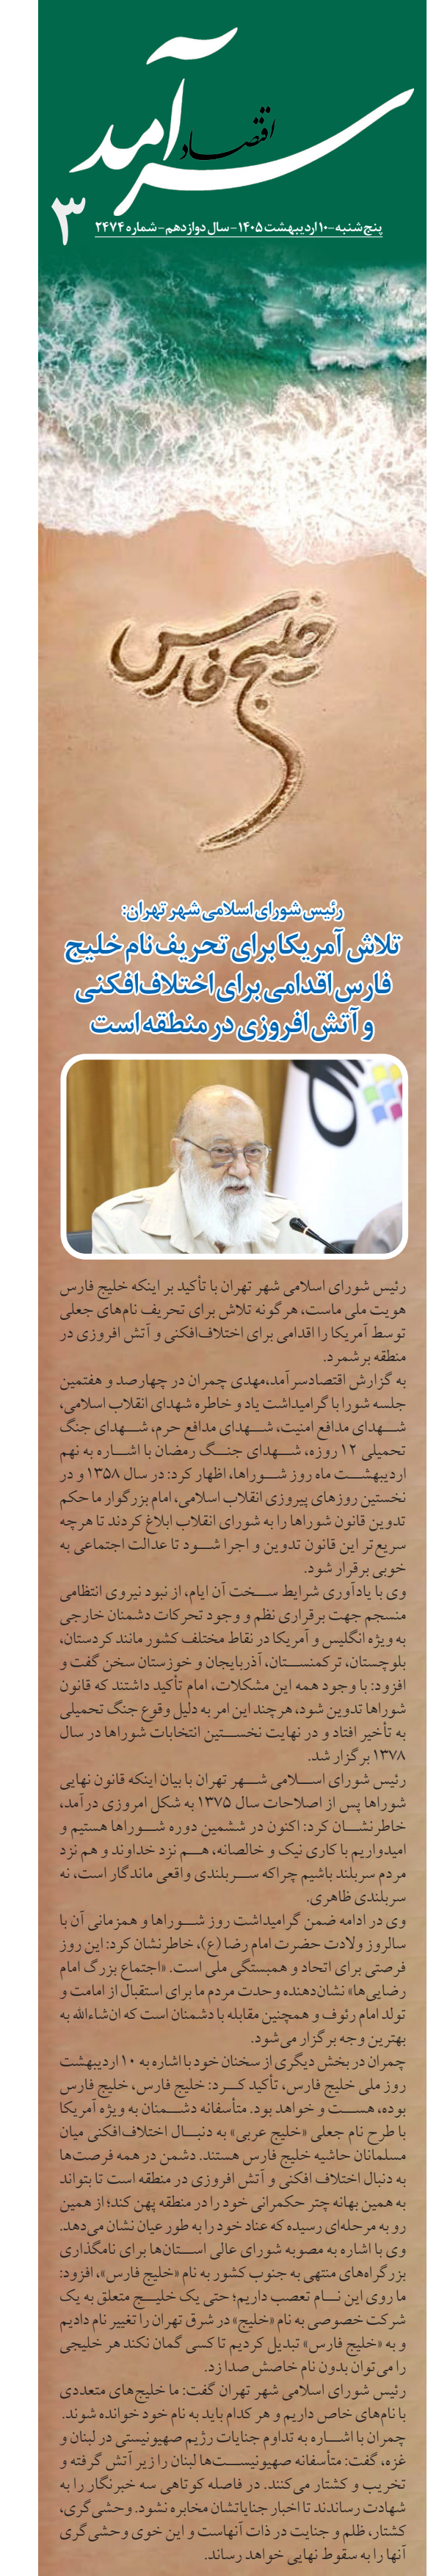 اقتصاد
سرآمد
پنج‌شنبه-۱۰ اردیبهشت ۱۴۰۵- سال دوازدهم- شماره ۲۴۷۴
۳
خلیج فارس
رئیس شورای اسلامی شهر تهران:
تلاش آمریکا برای تحریف نام خلیج
فارس اقدامی برای اختلاف‌افکنی
و آتش‌افروزی در منطقه است
رئیس شورای اسلامی شهر تهران با تأکید بر اینکه خلیج فارس
هویت ملی ماست، هرگونه تلاش برای تحریف نام‌های جعلی
توسط آمریکا را اقدامی برای اختلاف‌افکنی و آتش افروزی در
منطقه برشمرد.
به گزارش اقتصادسرآمد،مهدی چمران در چهارصد و هفتمین
جلسه شورا با گرامیداشت یاد و خاطره شهدای انقلاب اسلامی،
شهدای مدافع امنیت، شهدای مدافع حرم، شهدای جنگ
تحمیلی ۱۲ روزه، شهدای جنگ رمضان با اشاره به نهم
اردیبهشت ماه روز شوراها، اظهار کرد: در سال ۱۳۵۸ و در
نخستین روزهای پیروزی انقلاب اسلامی، امام بزرگوار ما حکم
تدوین قانون شوراها را به شورای انقلاب ابلاغ کردند تا هرچه
سریع‌تر این قانون تدوین و اجرا شود تا عدالت اجتماعی به
خوبی برقرار شود.
وی با یادآوری شرایط سخت آن ایام، از نبود نیروی انتظامی
منسجم جهت برقراری نظم و وجود تحرکات دشمنان خارجی
به ویژه انگلیس و آمریکا در نقاط مختلف کشور مانند کردستان،
بلوچستان، ترکمنستان، آذربایجان و خوزستان سخن گفت و
افزود: با وجود همه این مشکلات، امام تأکید داشتند که قانون
شوراها تدوین شود، هرچند این امر به دلیل وقوع جنگ تحمیلی
به تأخیر افتاد و در نهایت نخستین انتخابات شوراها در سال
۱۳۷۸ برگزار شد.
رئیس شورای اسلامی شهر تهران با بیان اینکه قانون نهایی
شوراها پس از اصلاحات سال ۱۳۷۵ به شکل امروزی درآمد،
خاطرنشان کرد: اکنون در ششمین دوره شوراها هستیم و
امیدواریم با کاری نیک و خالصانه، هم نزد خداوند و هم نزد
مردم سربلند باشیم چراکه سربلندی واقعی ماندگار است، نه
سربلندی ظاهری.
وی در ادامه ضمن گرامیداشت روز شوراها و همزمانی آن با
سالروز ولادت حضرت امام رضا (ع)، خاطرنشان کرد: این روز
فرصتی برای اتحاد و همبستگی ملی است. «اجتماع بزرگ امام
رضایی‌ها» نشان‌دهنده وحدت مردم ما برای استقبال از امامت و
تولد امام رئوف و همچنین مقابله با دشمنان است که ان‌شاءالله به
بهترین وجه برگزار می‌شود.
چمران در بخش دیگری از سخنان خود با اشاره به ۱۰ اردیبهشت
روز ملی خلیج فارس، تأکید کرد: خلیج فارس، خلیج فارس
بوده، هست و خواهد بود. متأسفانه دشمنان به ویژه آمریکا
با طرح نام جعلی «خلیج عربی» به دنبال اختلاف‌افکنی میان
مسلمانان حاشیه خلیج فارس هستند. دشمن در همه فرصت‌ها
به دنبال اختلاف افکنی و آتش افروزی در منطقه است تا بتواند
به همین بهانه چتر حکمرانی خود را در منطقه پهن کند؛ از همین
رو به مرحله‌ای رسیده که عناد خود را به طور عیان نشان می‌دهد.
وی با اشاره به مصوبه شورای عالی استان‌ها برای نامگذاری
بزرگراه‌های منتهی به جنوب کشور به نام «خلیج فارس»، افزود:
ما روی این نام تعصب داریم؛ حتی یک خلیج متعلق به یک
شرکت خصوصی به نام «خلیج» در شرق تهران را تغییر نام دادیم
و به «خلیج فارس» تبدیل کردیم تا کسی گمان نکند هر خلیجی
را می‌توان بدون نام خاصش صدا زد.
رئیس شورای اسلامی شهر تهران گفت: ما خلیج‌های متعددی
با نام‌های خاص داریم و هر کدام باید به نام خود خوانده شوند.
چمران با اشاره به تداوم جنایات رژیم صهیونیستی در لبنان و
غزه، گفت: متأسفانه صهیونیست‌ها لبنان را زیر آتش گرفته و
تخریب و کشتار می‌کنند. در فاصله کوتاهی سه خبرنگار را به
شهادت رساندند تا اخبار جنایاتشان مخابره نشود. وحشی‌گری،
کشتار، ظلم و جنایت در ذات آنهاست و این خوی وحشی‌گری
آنها را به سقوط نهایی خواهد رساند.